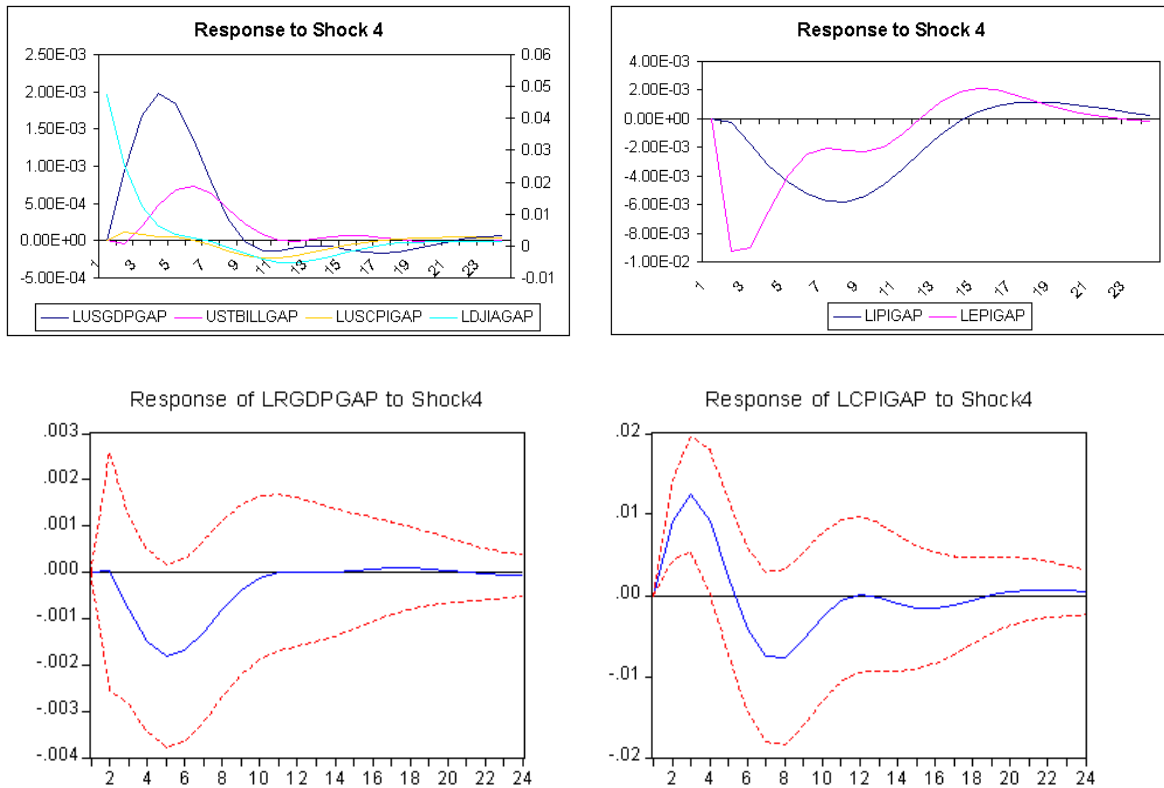 Response to Shock 4
2.50E-03
2.00E-03
1.50E-03
1.00E-03
5.00E-04
0.00E+00
-5.00E-04
0.06
0.05
0.04
0.03
0.02
0.01
0
-0.01
1 3 5 7 9 11 13 15 17 19 21 23
LUSGDPGAP USTBILLGAP LUSCPIGAP LDJIAGAP
Response to Shock 4
4.00E-03
2.00E-03
0.00E+00
-2.00E-03
-4.00E-03
-6.00E-03
-8.00E-03
-1.00E-02
1 3 5 7 9 11 13 15 17 19 21 23
LIPIGAP LEPIGAP
Response of LRGDPGAP to Shock4
.003
.002
.001
.000
-.001
-.002
-.003
-.004
2 4 6 8 10 12 14 16 18 20 22 24
Response of LCPIGAP to Shock4
.02
.01
.00
-.01
-.02
2 4 6 8 10 12 14 16 18 20 22 24